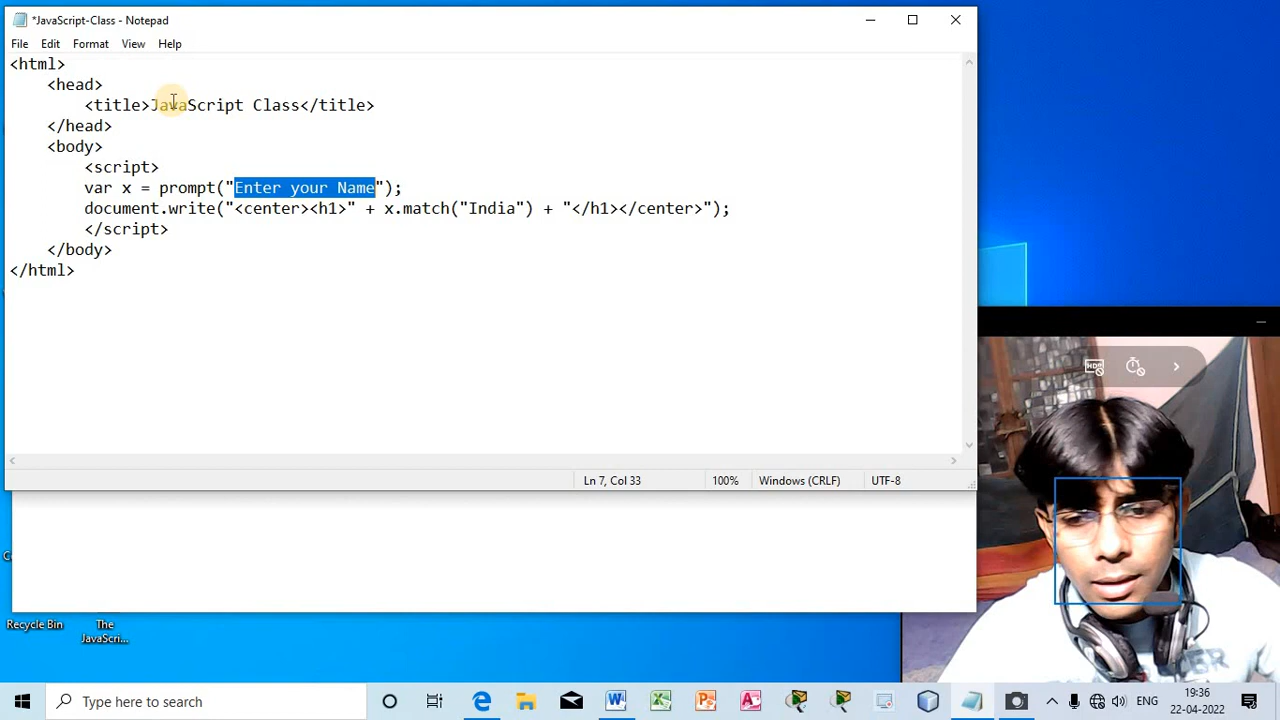 *JavaScript-Class - Notepad
File Edit Format View Help
<html>
<head>
<title>JavaScript Class</title>
</head>
<body>
<script>
var x = prompt("Enter your Name");
document.write("<center><h1>" + x.match("India") + "</h1></center>");
</script>
</body>
</html>
Ln 7, Col 33 100% Windows (CRLF) UTF-8
Recycle Bin
The
JavaScri...
Type here to search
ENG
19:36
22-04-2022